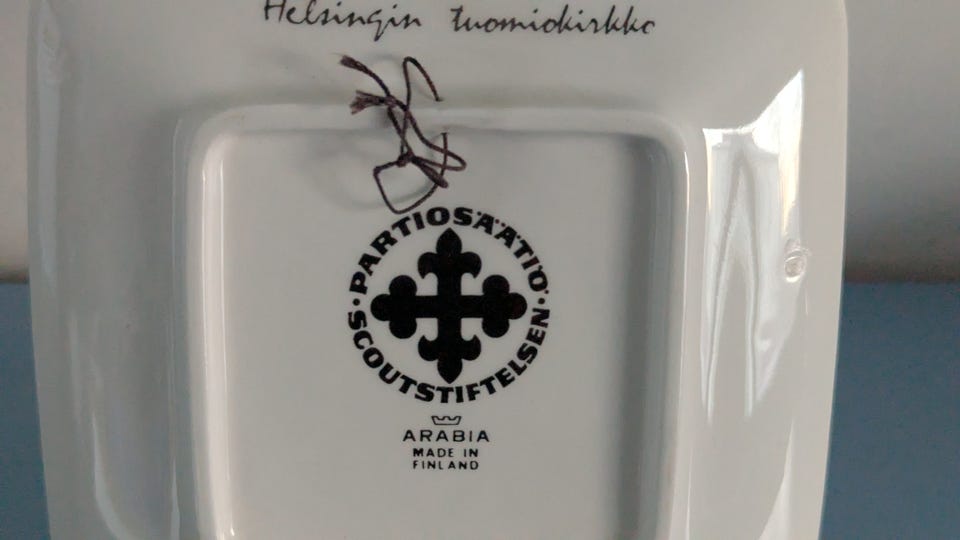 Helsingin tuomiokirkko
PARTIOSÄÄTIÖ
SCOUTSTIFTELSEN
ARABIA
MADE IN
FINLAND